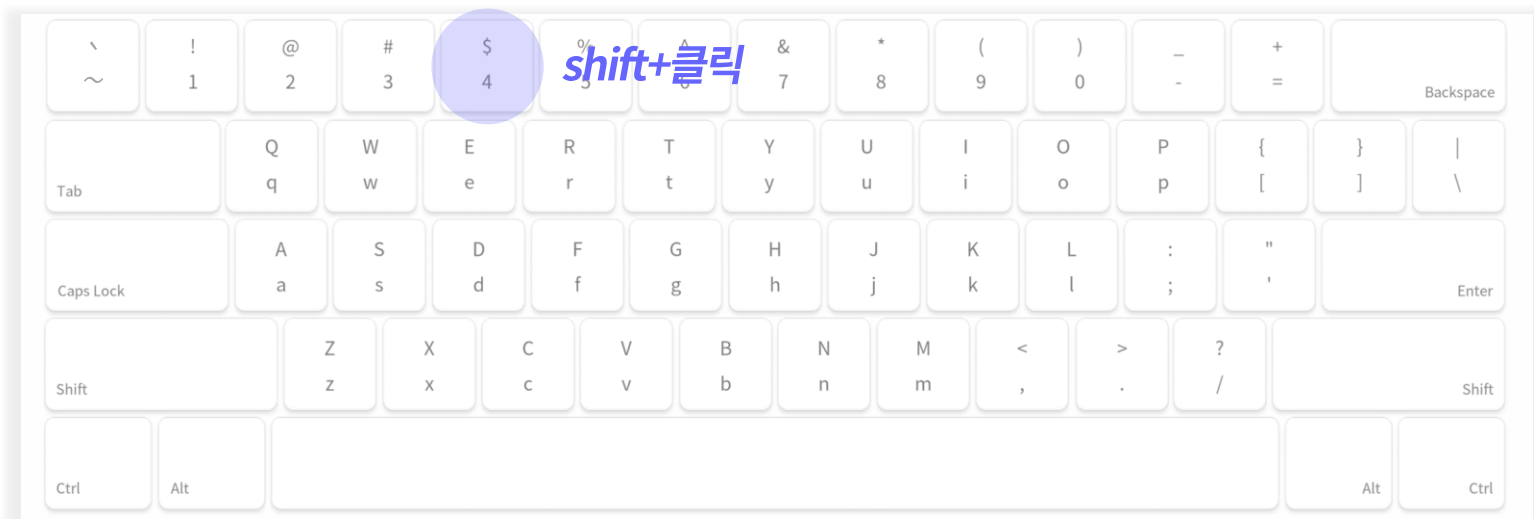 ` ! @ # $ % ^ & * ( ) _ +
~ 1 2 3 4 5 6 7 8 9 0 - = Backspace
shift+클릭
Q W E R T Y U I O P { } |
Tab q w e r t y u i o p [ ] \
A S D F G H J K L : "
Caps Lock a s d f g h j k l ; ' Enter
Z X C V B N M < > ?
Shift z x c v b n m , . / Shift
Ctrl Alt Alt Ctrl